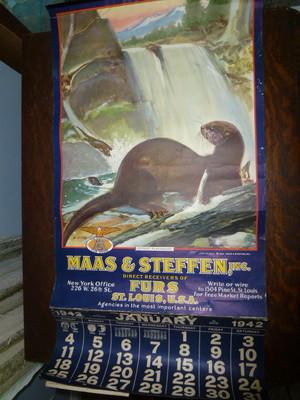 MAAS & STEFFEN, INC.
DIRECT RECEIVERS OF
FURS
ST. LOUIS, U.S.A.
New York Office
226 W. 26th St.
Write or wire
to 1504 Pine St. St Louis
for Free Market Reports
Agencies in the most important centers
1942 JANUARY 1942
4 5 6 7 1 2 3
11 12 13 14 8 9 10
18 19 20 21 15 16 17
25 26 27 28 22 23 24
29 30 31